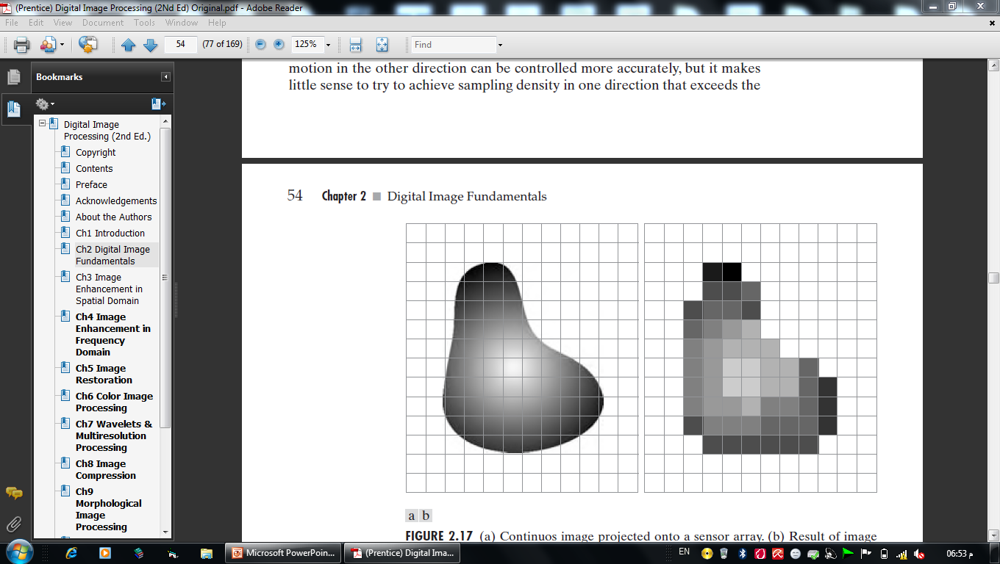 (Prentice) Digital Image Processing (2Nd Ed) Original.pdf - Adobe Reader
File Edit View Document Tools Window Help
54 (77 of 169) 125% Find
Bookmarks
Digital Image
Processing (2nd Ed.)
Copyright
Contents
Preface
Acknowledgements
About the Authors
Ch1 Introduction
Ch2 Digital Image
Fundamentals
Ch3 Image
Enhancement in
Spatial Domain
Ch4 Image
Enhancement in
Frequency
Domain
Ch5 Image
Restoration
Ch6 Color Image
Processing
Ch7 Wavelets &
Multiresolution
Processing
Ch8 Image
Compression
Ch9
Morphological
Image
Processing
motion in the other direction can be controlled more accurately, but it makes
little sense to try to achieve sampling density in one direction that exceeds the
54 Chapter 2 Digital Image Fundamentals
a b
FIGURE 2.17 (a) Continuos image projected onto a sensor array. (b) Result of image
Microsoft PowerPoin... (Prentice) Digital Ima... EN 06:53 م